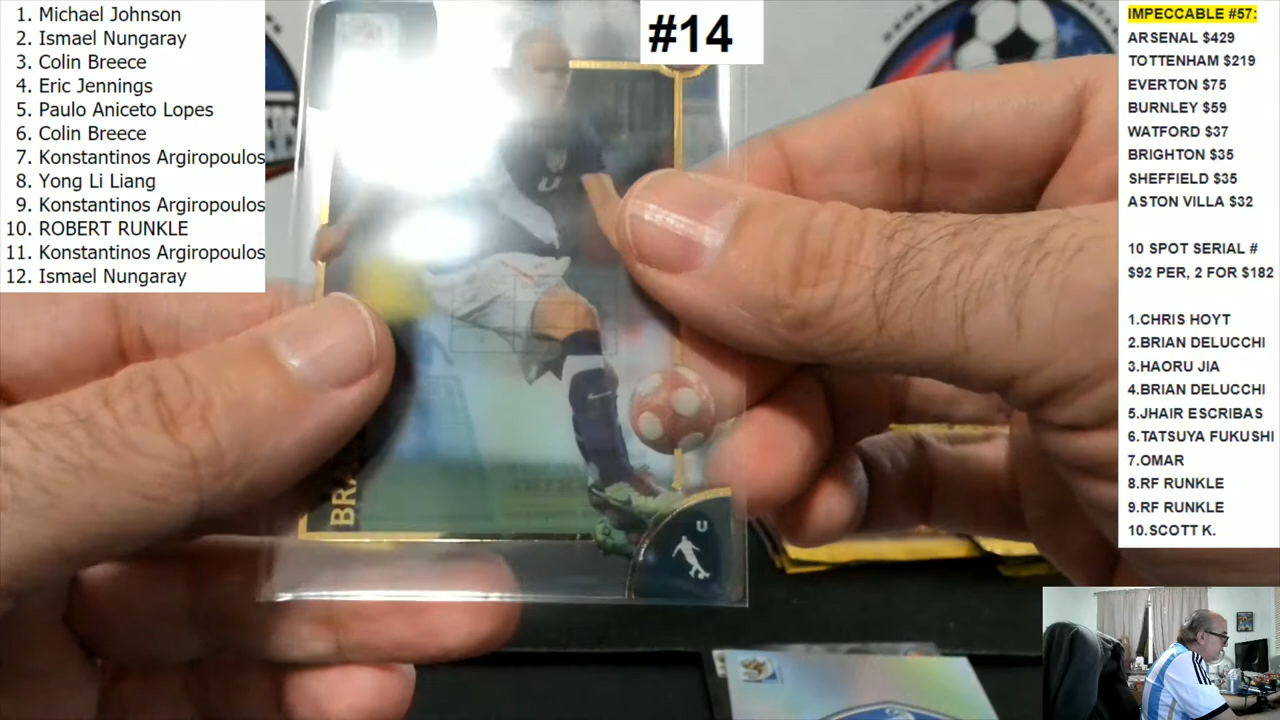 1. Michael Johnson
2. Ismael Nungaray
3. Colin Breece
4. Eric Jennings
5. Paulo Aniceto Lopes
6. Colin Breece
7. Konstantinos Argiropoulos
8. Yong Li Liang
9. Konstantinos Argiropoulos
10. ROBERT RUNKLE
11. Konstantinos Argiropoulos
12. Ismael Nungaray
#14
BRA
U
IMPECCABLE #57:
ARSENAL $429
TOTTENHAM $219
EVERTON $75
BURNLEY $59
WATFORD $37
BRIGHTON $35
SHEFFIELD $35
ASTON VILLA $32
10 SPOT SERIAL #
$92 PER, 2 FOR $182
1.CHRIS HOYT
2.BRIAN DELUCCHI
3.HAORU JIA
4.BRIAN DELUCCHI
5.JHAIR ESCRIBAS
6.TATSUYA FUKUSHI
7.OMAR
8.RF RUNKLE
9.RF RUNKLE
10.SCOTT K.